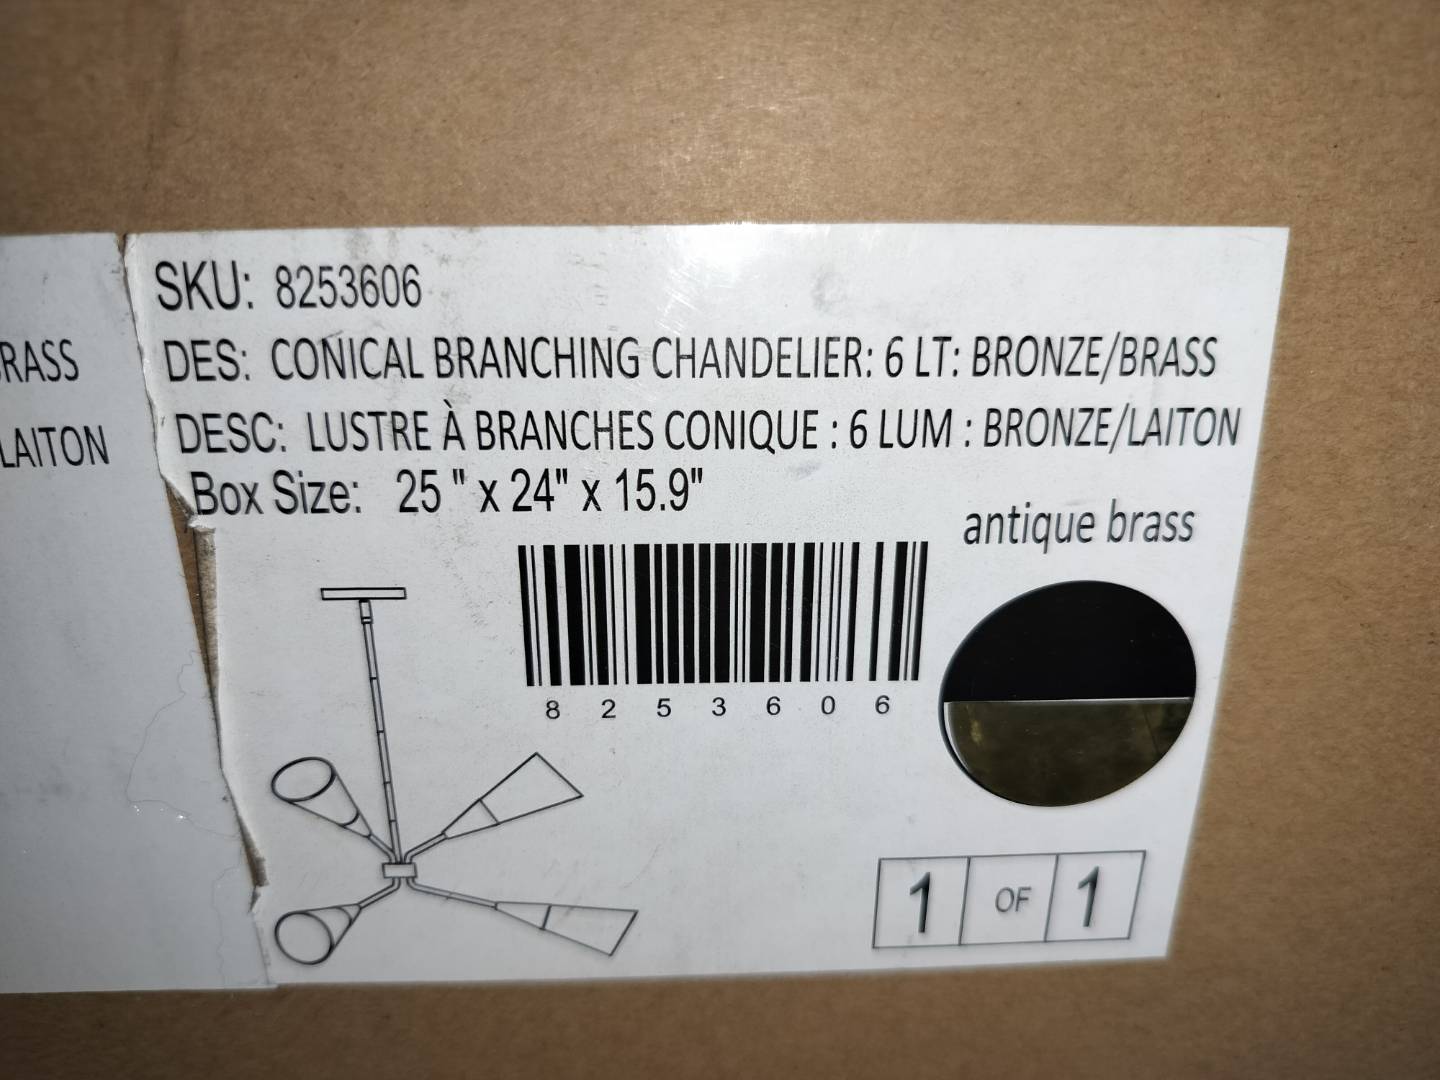 RASS
LAITON
SKU: 8253606
DES: CONICAL BRANCHING CHANDELIER: 6 LT: BRONZE/BRASS
DESC: LUSTRE À BRANCHES CONIQUE : 6 LUM : BRONZE/LAITON
Box Size: 25 " x 24" x 15.9"
antique brass
8 2 5 3 6 0 6
1 OF 1